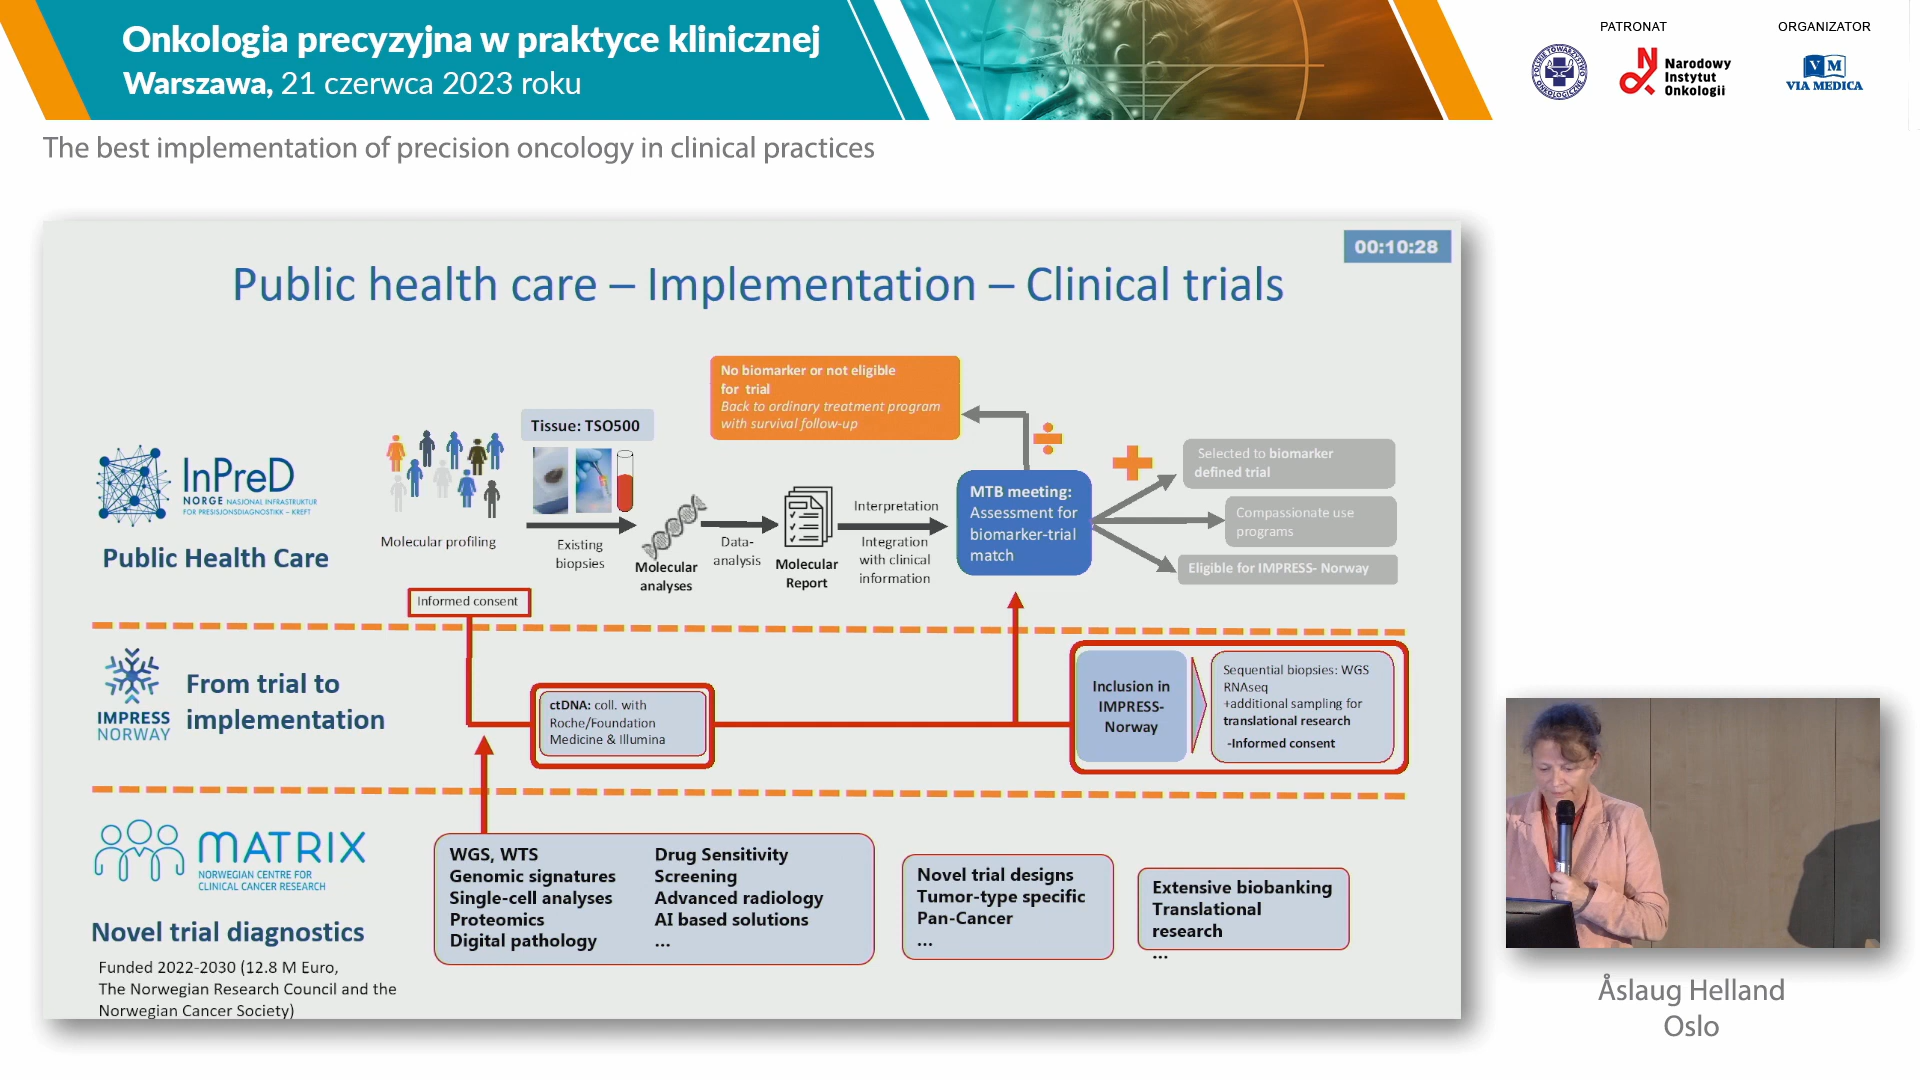 Onkologia precyzyjna w praktyce klinicznej
Warszawa, 21 czerwca 2023 roku
PATRONAT
ORGANIZATOR
POLSKIE TOWARZYSTWO
ONKOLOGICZNE
Narodowy
Instytut
Onkologii
VM
VIA MEDICA
The best implementation of precision oncology in clinical practices
00:10:28
Public health care – Implementation – Clinical trials
No biomarker or not eligible
for trial
Back to ordinary treatment program
with survival follow-up
Tissue: TSO500
InPreD
NORGE NASJONAL INFRASTRUKTUR
FOR PRESISJONSDIAGNOSTIKK – KREFT
Public Health Care
Molecular profiling
Existing
biopsies
Molecular
analyses
Data-
analysis
Molecular
Report
Interpretation
Integration
with clinical
information
MTB meeting:
Assessment for
biomarker-trial
match
Selected to biomarker
defined trial
Compassionate use
programs
Eligible for IMPRESS- Norway
Informed consent
IMPRESS
NORWAY
From trial to
implementation
ctDNA: coll. with
Roche/Foundation
Medicine & Illumina
Inclusion in
IMPRESS-
Norway
Sequential biopsies: WGS
RNAseq
+additional sampling for
translational research
-Informed consent
MATRIX
NORWEGIAN CENTRE FOR
CLINICAL CANCER RESEARCH
Novel trial diagnostics
Funded 2022-2030 (12.8 M Euro,
The Norwegian Research Council and the
Norwegian Cancer Society)
WGS, WTS
Genomic signatures
Single-cell analyses
Proteomics
Digital pathology
Drug Sensitivity
Screening
Advanced radiology
AI based solutions
...
Novel trial designs
Tumor-type specific
Pan-Cancer
...
Extensive biobanking
Translational
research
...
Åslaug Helland
Oslo